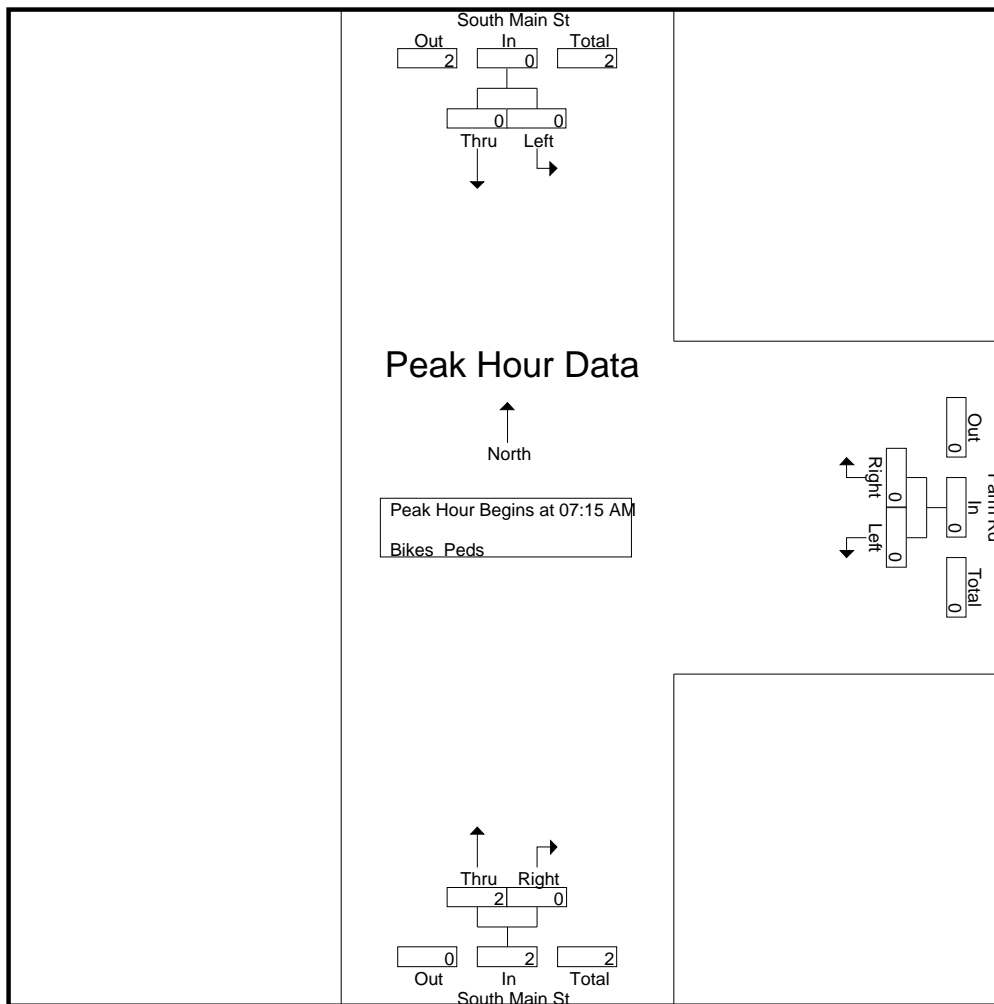 South Main St
Out In Total
2 0 2
0 0
Thru Left
Peak Hour Data
North
Peak Hour Begins at 07:15 AM
Bikes Peds
Right Left
0 0
Out In Total
0 0 0
Rd
Thru Right
2 0
0 2 2
Out In Total
South Main St